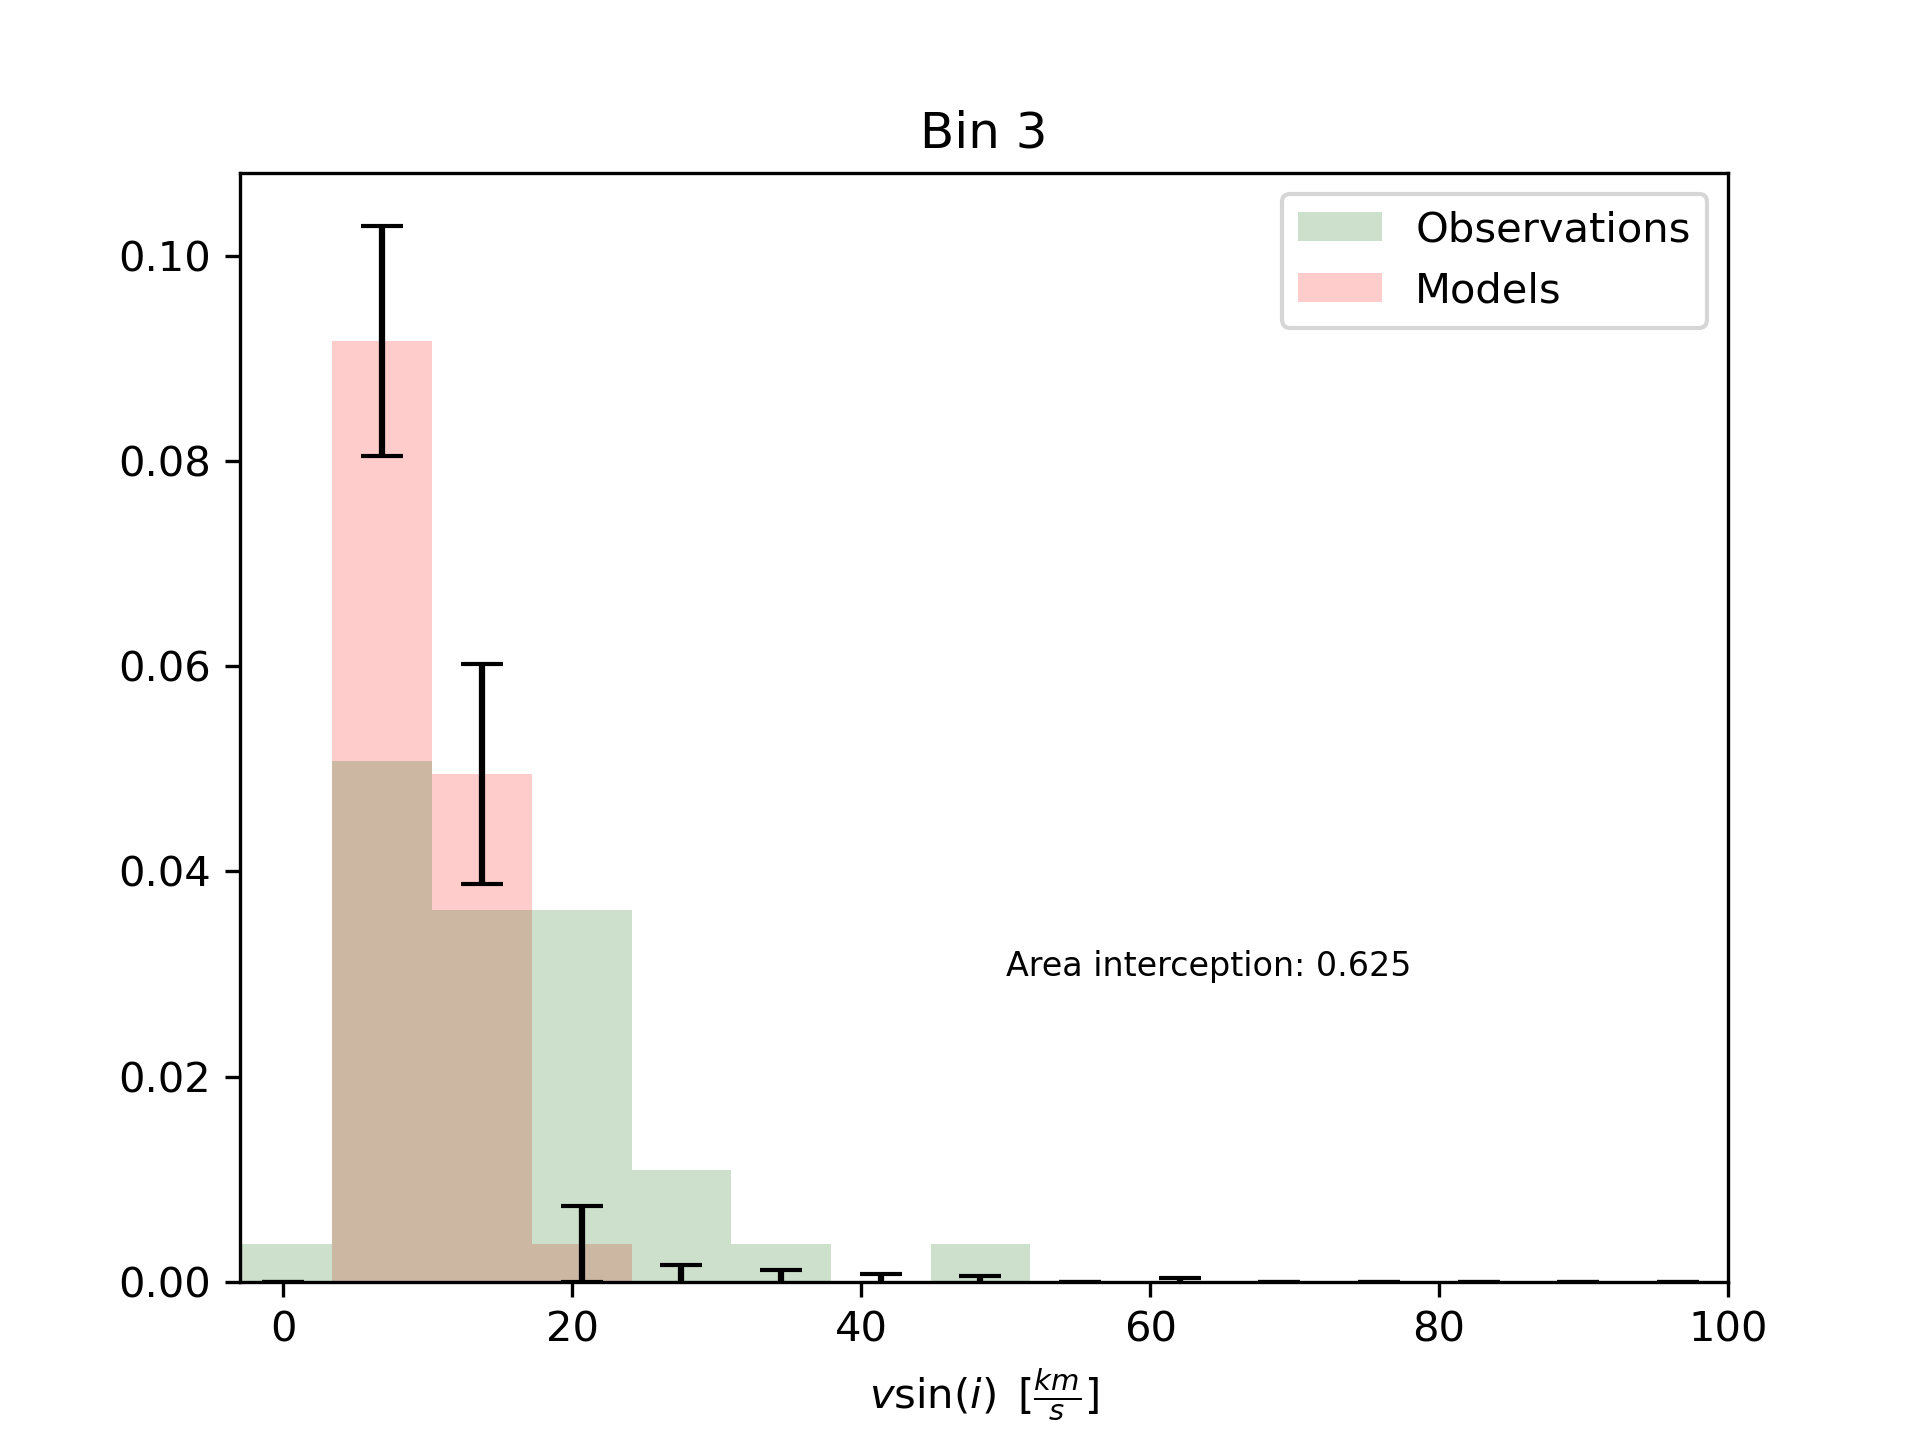 Bin 3
Observations
Models
0.10
0.08
0.06
0.04
0.02
0.00
Area interception: 0.625
0 20 40 60 80 100
vsin(i) [km/s]